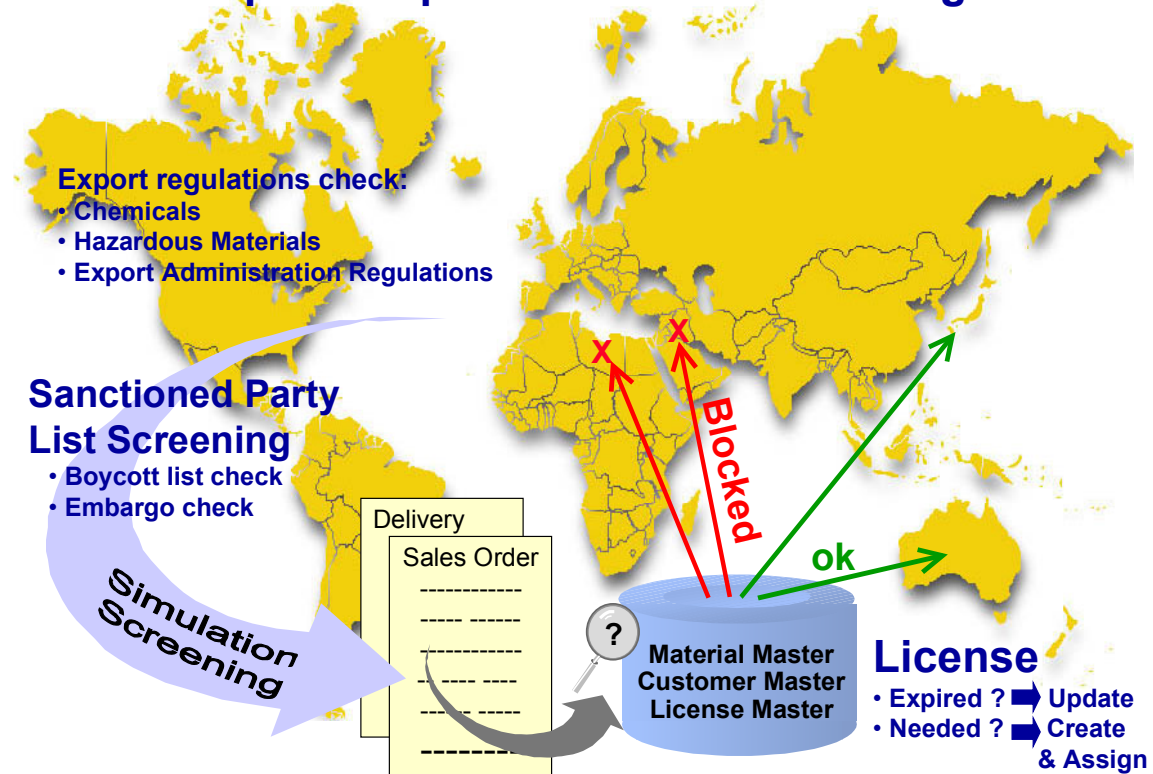 Export regulations check:
• Chemicals
• Hazardous Materials
• Export Administration Regulations
Sanctioned Party
List Screening
• Boycott list check
• Embargo check
Simulation
Screening
Delivery
Sales Order
------------
----- ------
------------
-- ---- ----
----- ------
------------
X
X
Blocked
ok
?
Material Master
Customer Master
License Master
License
• Expired ? Update
• Needed ? Create
& Assign